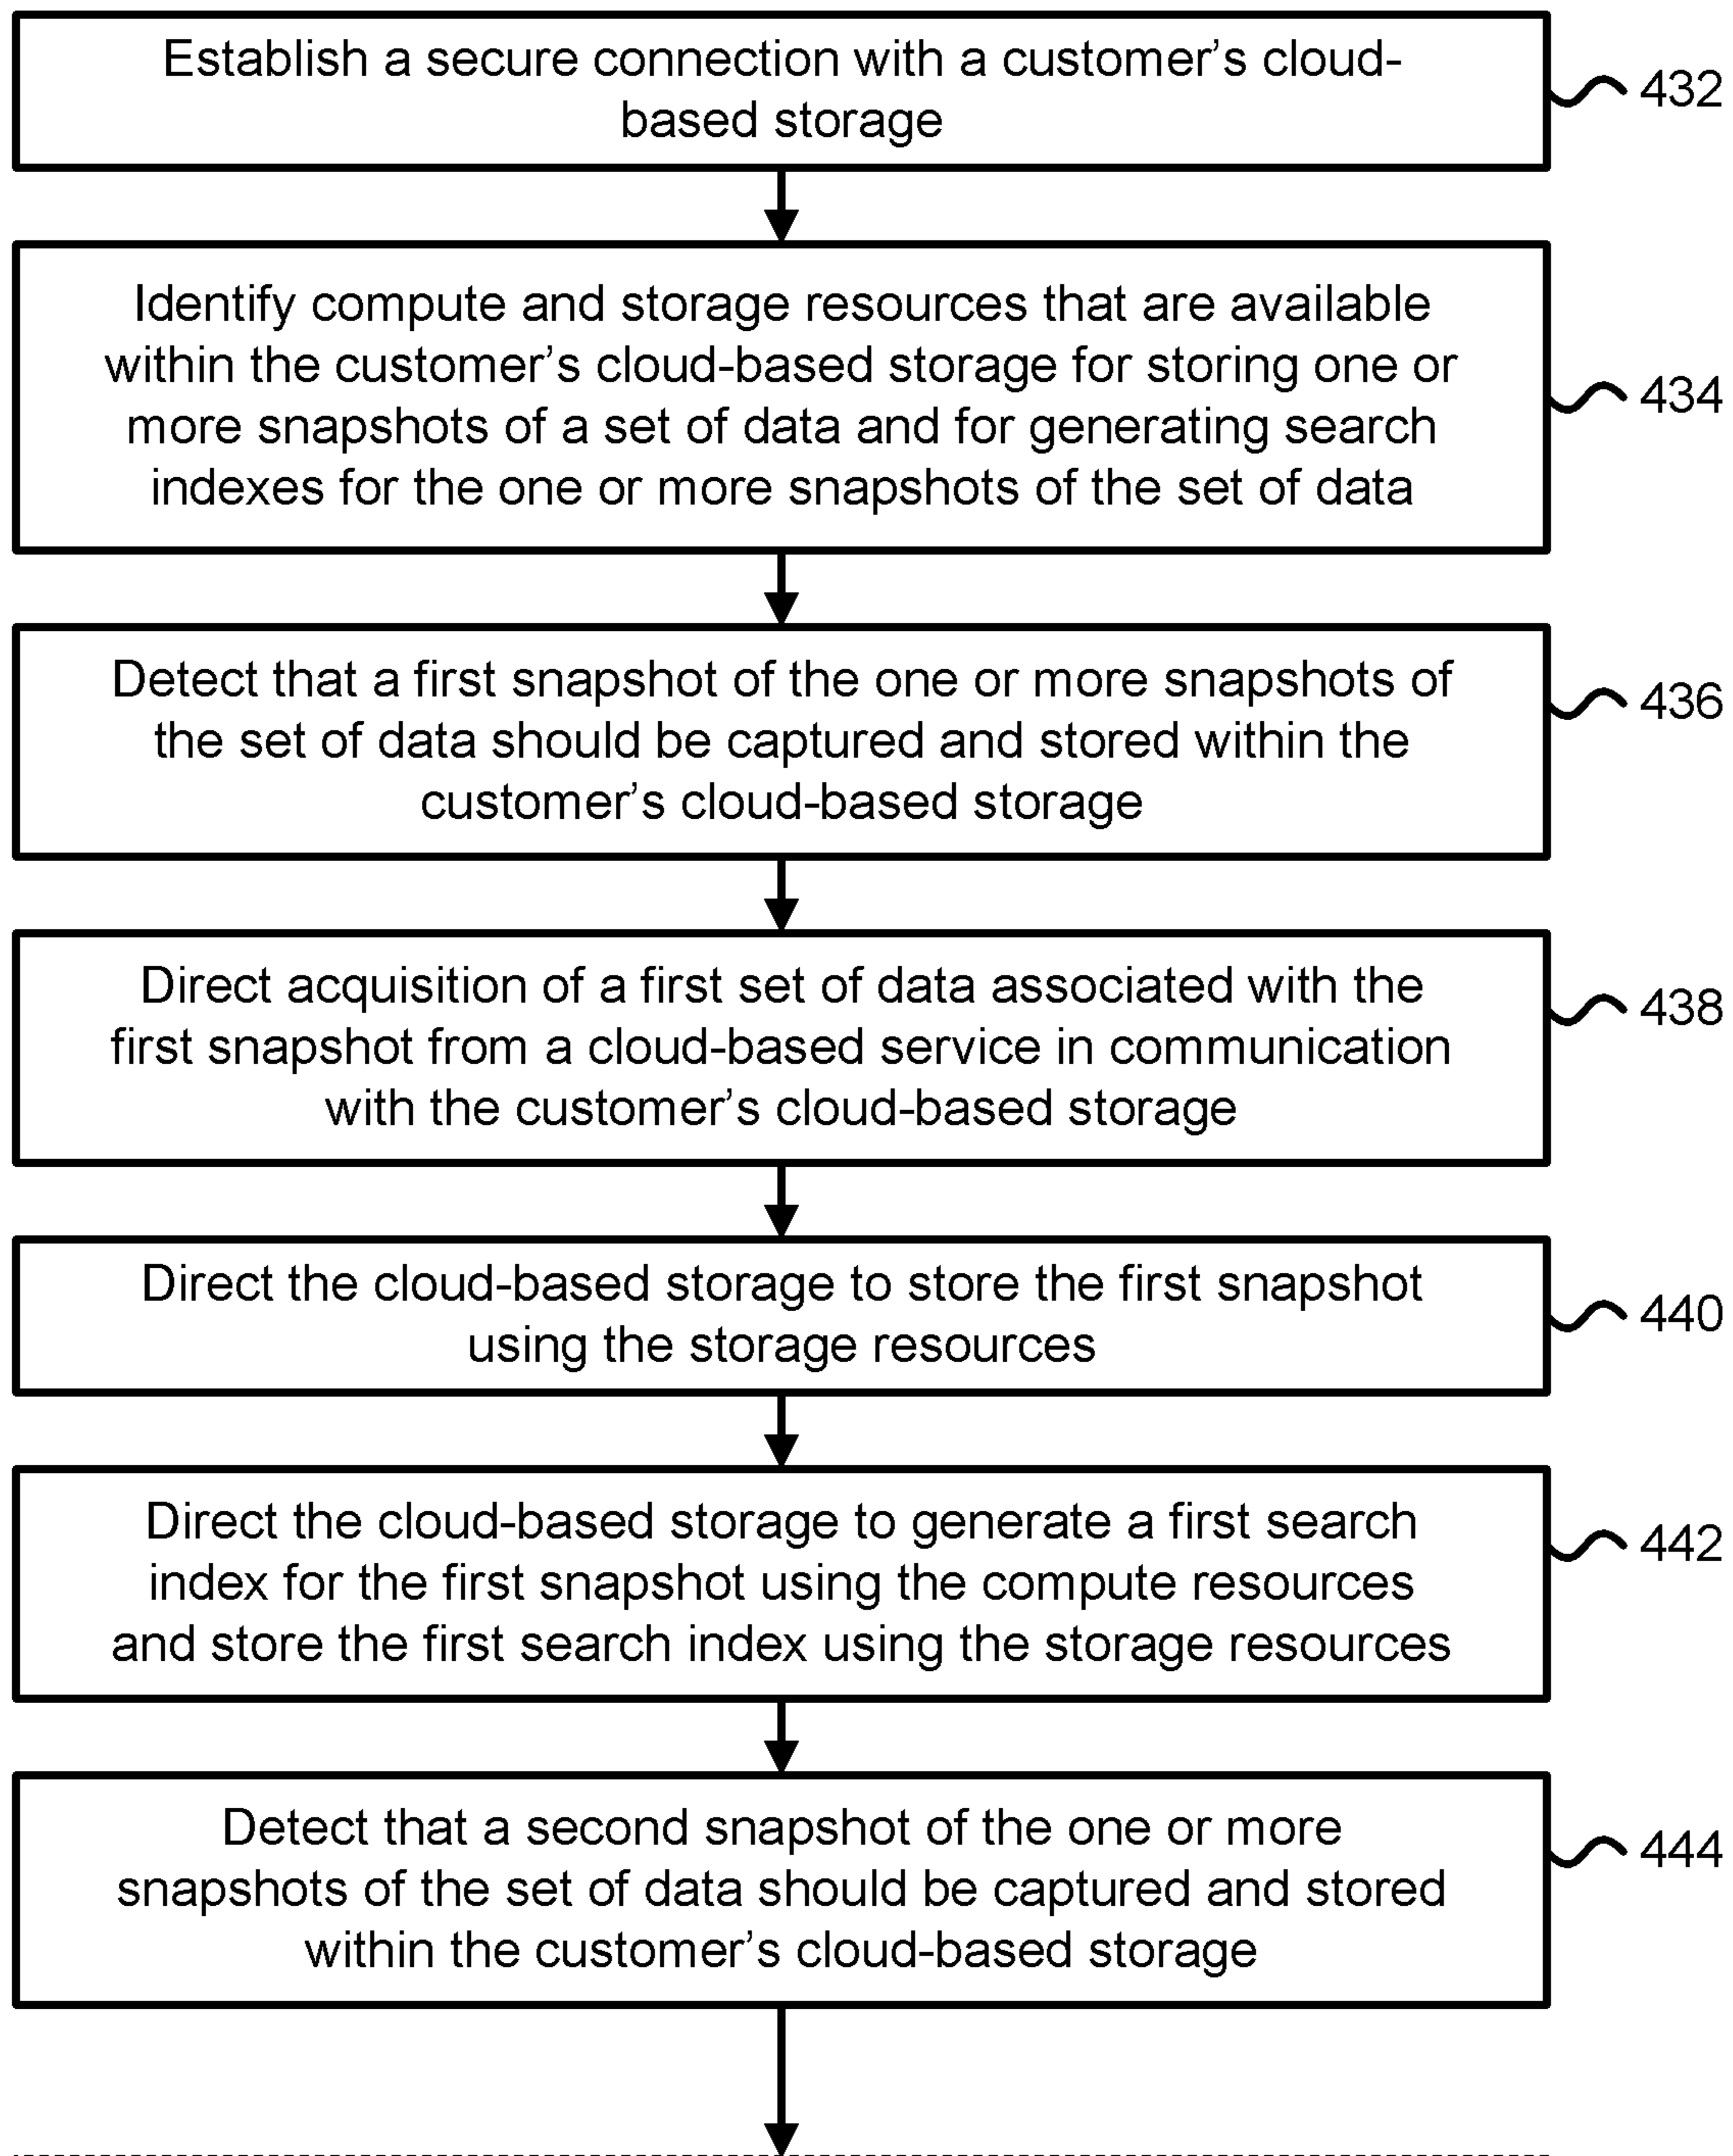 Establish a secure connection with a customer’s cloud-
based storage
432
Identify compute and storage resources that are available
within the customer’s cloud-based storage for storing one or
more snapshots of a set of data and for generating search
indexes for the one or more snapshots of the set of data
434
Detect that a first snapshot of the one or more snapshots of
the set of data should be captured and stored within the
customer’s cloud-based storage
436
Direct acquisition of a first set of data associated with the
first snapshot from a cloud-based service in communication
with the customer’s cloud-based storage
438
Direct the cloud-based storage to store the first snapshot
using the storage resources
440
Direct the cloud-based storage to generate a first search
index for the first snapshot using the compute resources
and store the first search index using the storage resources
442
Detect that a second snapshot of the one or more
snapshots of the set of data should be captured and stored
within the customer’s cloud-based storage
444